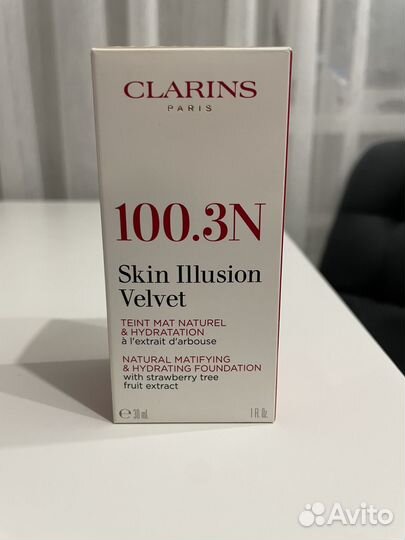 CLARINS
PARIS
100.3N
Skin Illusion
Velvet
TEINT MAT NATUREL
& HYDRATATION
à l'extrait d'arbouse
NATURAL MATIFYING
& HYDRATING FOUNDATION
with strawberry tree
fruit extract
℮ 30 mL 1 Fl. Oz.
Avito